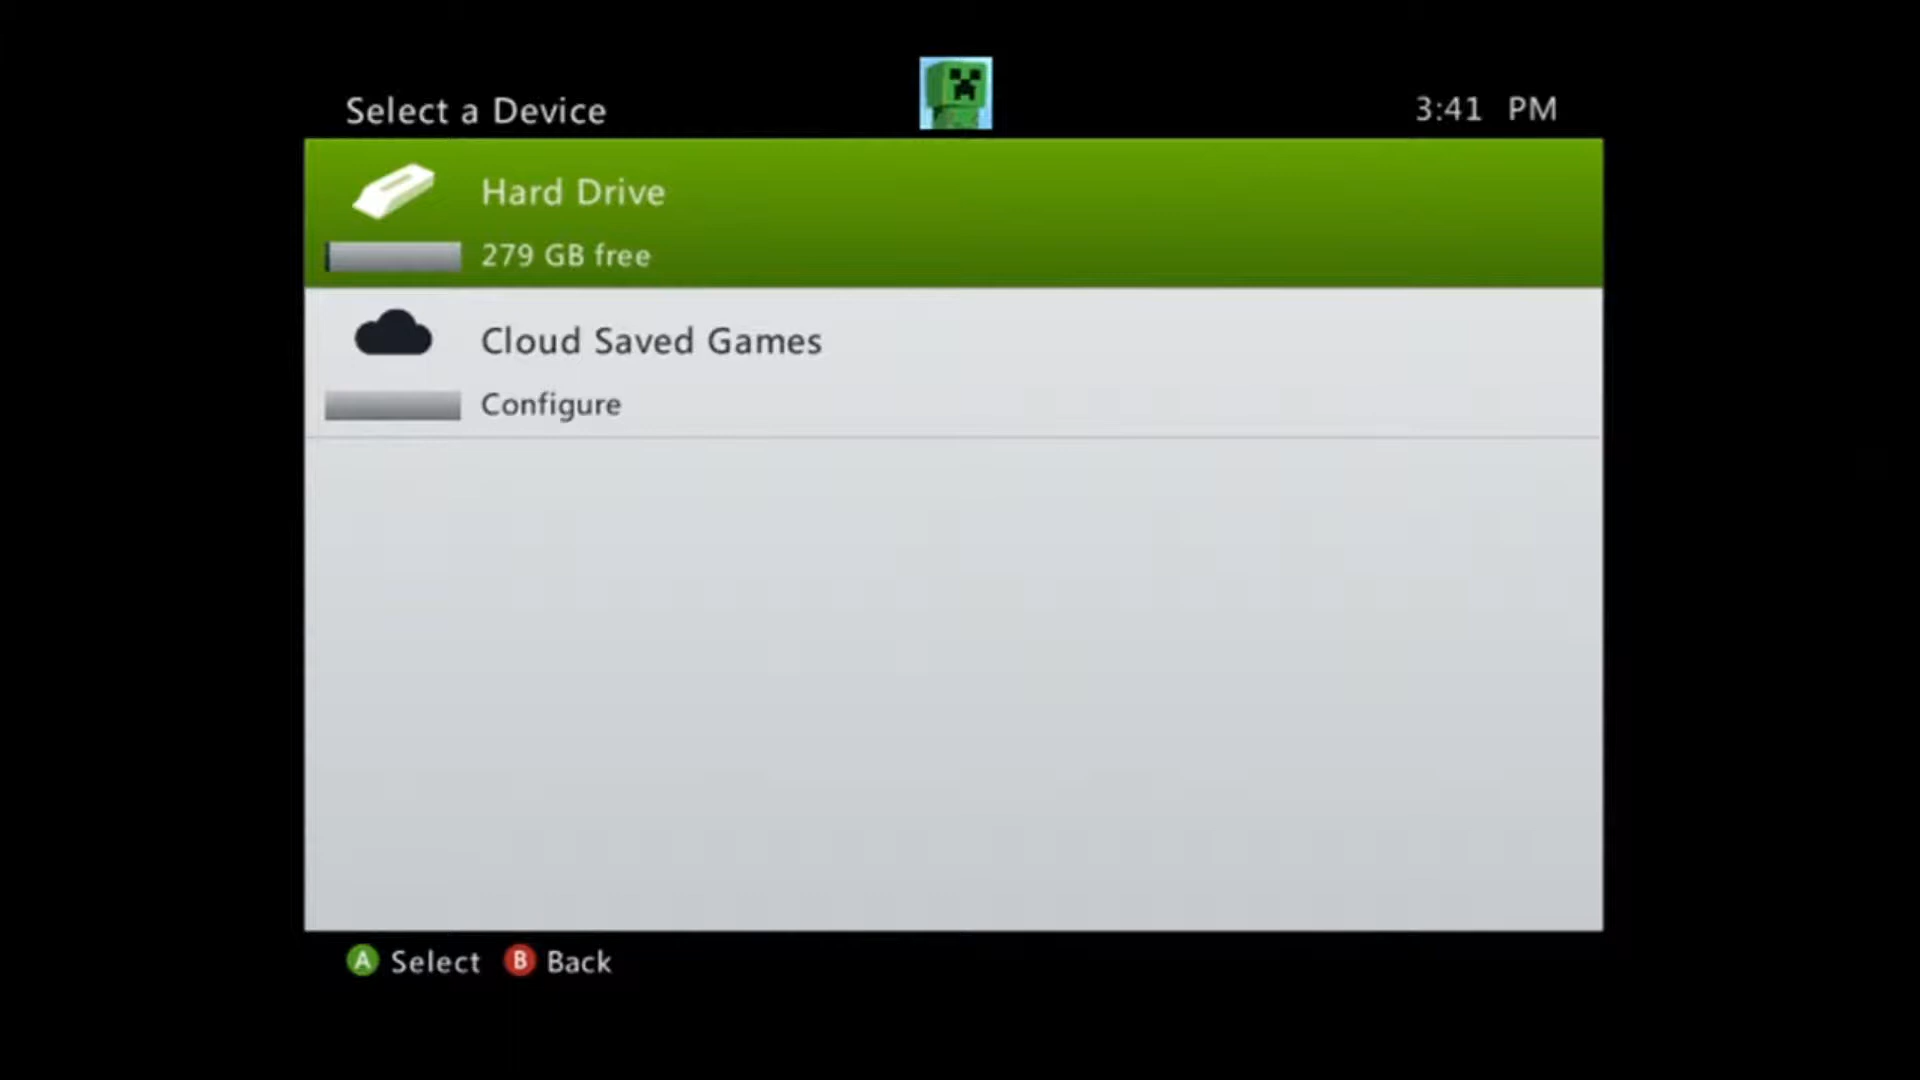 Select a Device
3:41 PM
Hard Drive
279 GB free
Cloud Saved Games
Configure
A Select B Back